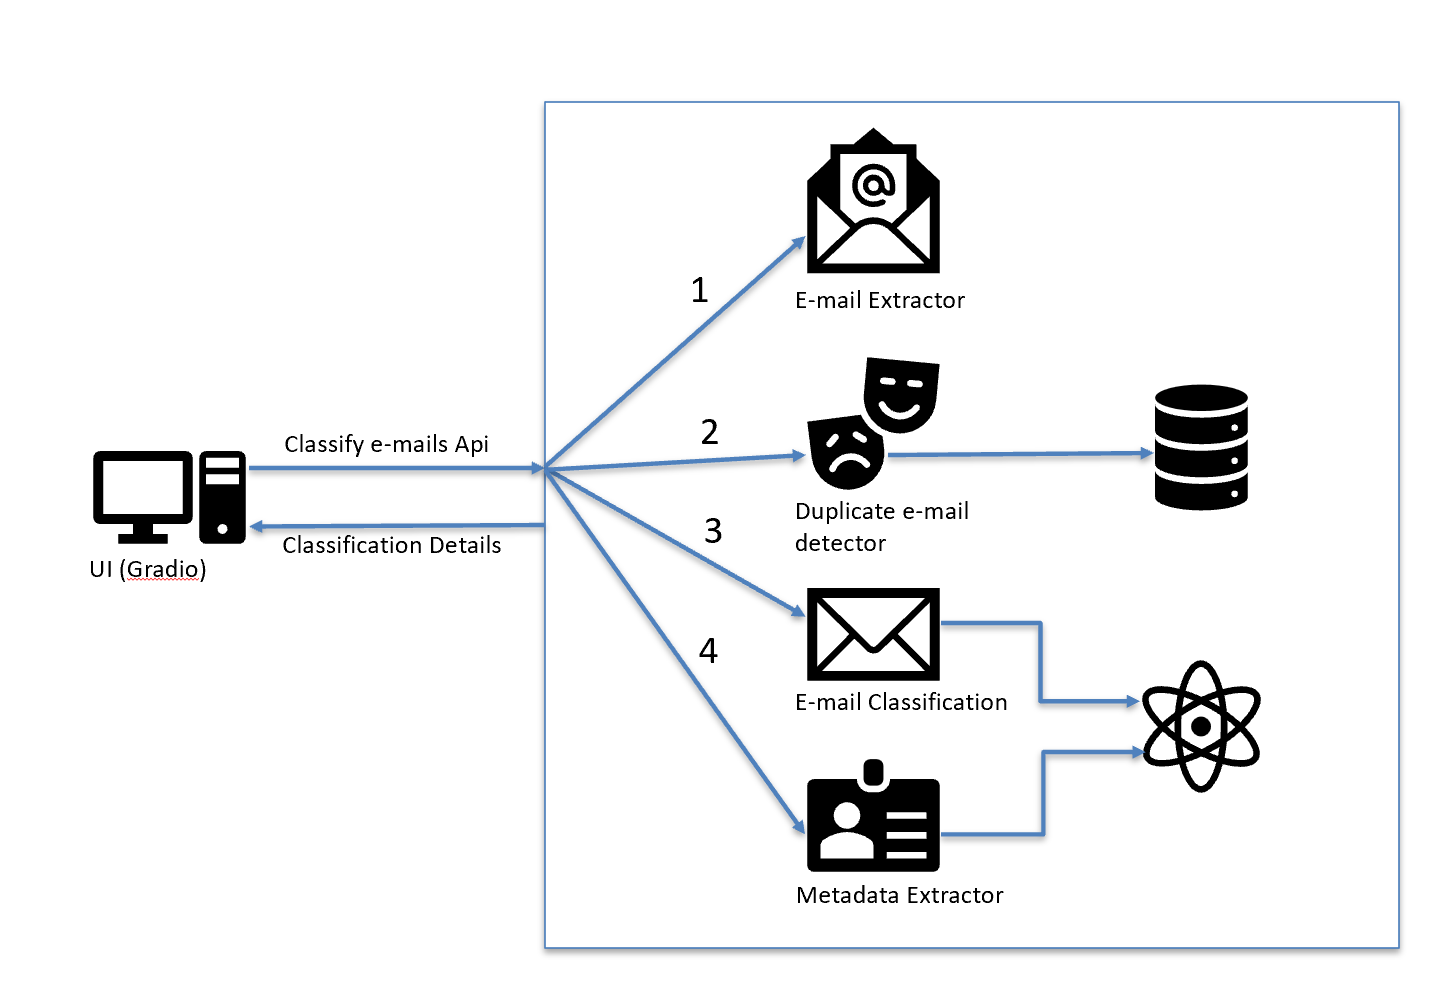 @
1
E-mail Extractor
Classify e-mails Api
2
Duplicate e-mail
detector
Classification Details
UI (Gradio)
3
E-mail Classification
4
Metadata Extractor